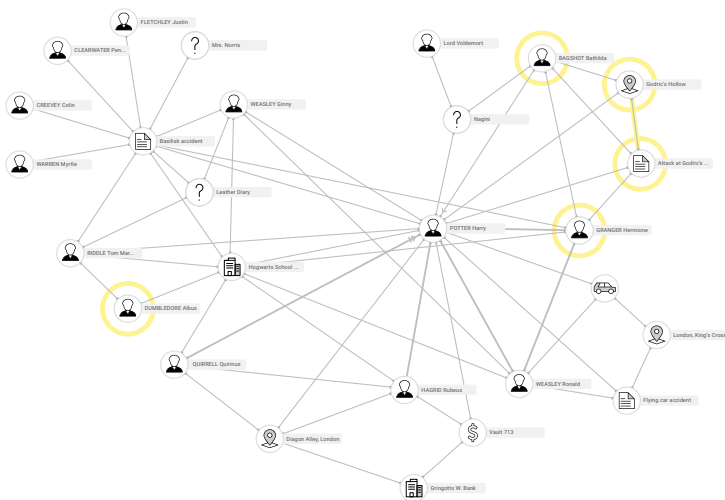 FLETCHLEY Justin
CLEARWATER Pen...
Mrs. Norris
Lord Voldemort
BAGSHOT Bathilda
Godric's Hollow
CREEVEY Colin
WEASLEY Ginny
Nagini
Basilisk accident
WARREN Myrtle
Attack at Godric's ...
Leather Diary
POTTER Harry
GRANGER Hermione
RIDDLE Tom Mar...
Hogwarts School ...
DUMBLEDORE Albus
London, King's Cross
QUIRRELL Quirinus
HAGRID Rubeus
WEASLEY Ronald
Flying car accident
Diagon Alley, London
Vault 713
Gringotts W. Bank